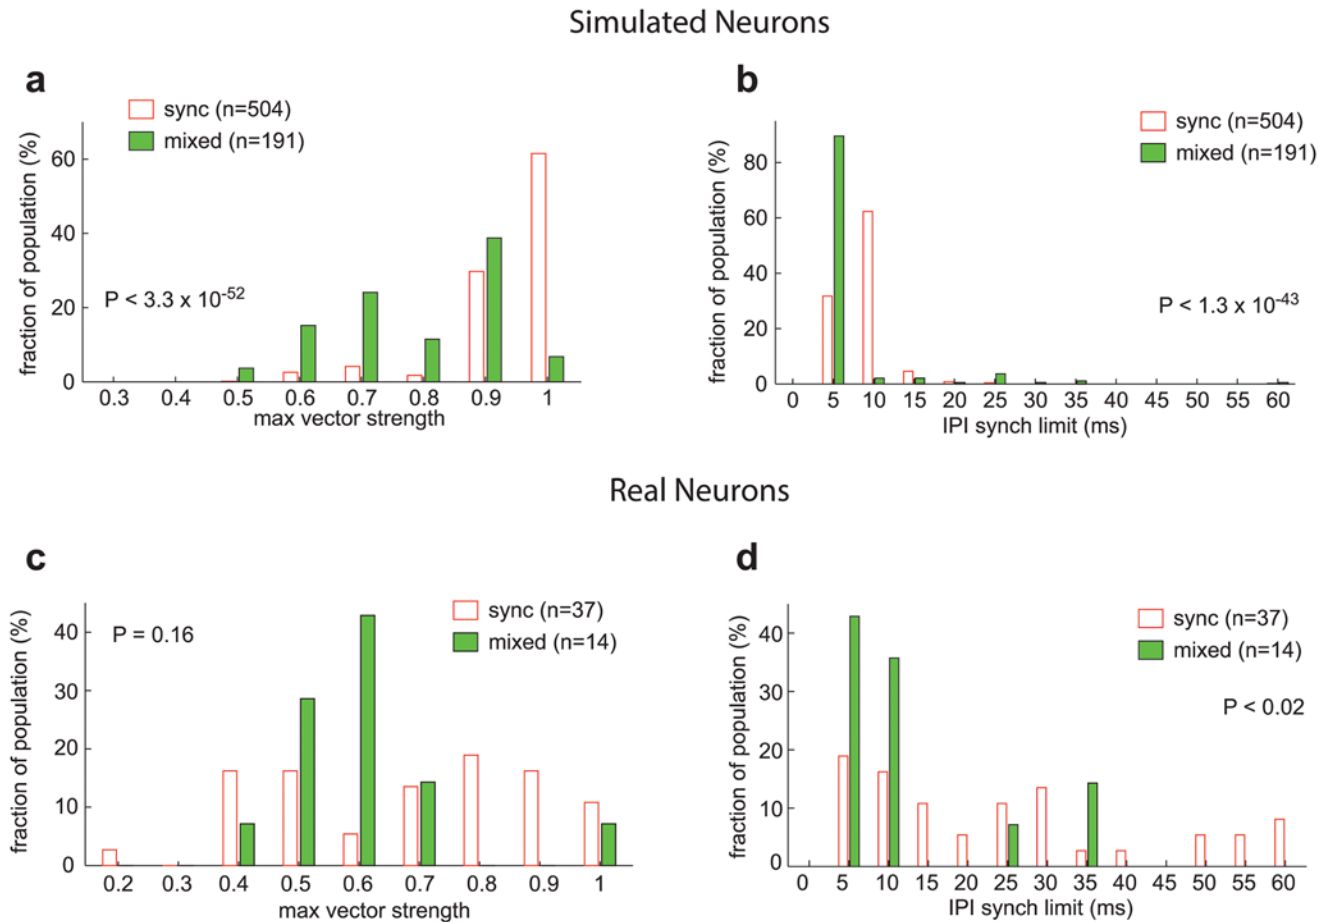 Simulated Neurons
a
sync (n=504)
mixed (n=191)
fraction of population (%)
60
40
20
0
P < 3.3 x 10-52
0.3 0.4 0.5 0.6 0.7 0.8 0.9 1
max vector strength
b
sync (n=504)
mixed (n=191)
fraction of population (%)
80
60
40
20
0
P < 1.3 x 10-43
0 5 10 15 20 25 30 35 40 45 50 55 60
IPI synch limit (ms)
Real Neurons
c
P = 0.16
sync (n=37)
mixed (n=14)
fraction of population (%)
40
30
20
10
0
0.2 0.3 0.4 0.5 0.6 0.7 0.8 0.9 1
max vector strength
d
sync (n=37)
mixed (n=14)
P < 0.02
fraction of population (%)
40
30
20
10
0
0 5 10 15 20 25 30 35 40 45 50 55 60
IPI synch limit (ms)